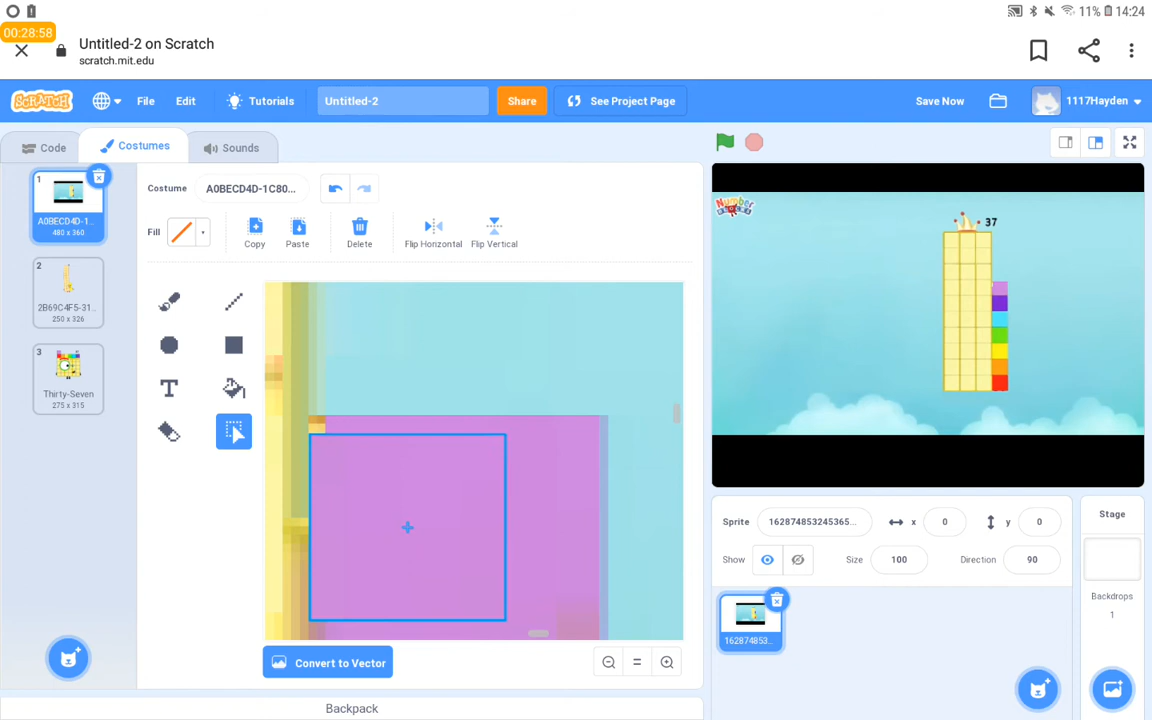 11% 14:24
00:28:58
Untitled-2 on Scratch
scratch.mit.edu
SCRATCH
File
Edit
Tutorials
Untitled-2
Share
See Project Page
Save Now
1117Hayden
Code
Costumes
Sounds
1
A0BECD4D-1...
480 x 360
2
2B69C4F5-31...
250 x 326
3
Thirty-Seven
275 x 315
Costume
A0BECD4D-1C80...
Fill
Copy
Paste
Delete
Flip Horizontal
Flip Vertical
T
Convert to Vector
Backpack
Number
Blocks
37
Sprite
162874853245365...
x
0
y
0
Show
Size
100
Direction
90
162874853...
Stage
Backdrops
1